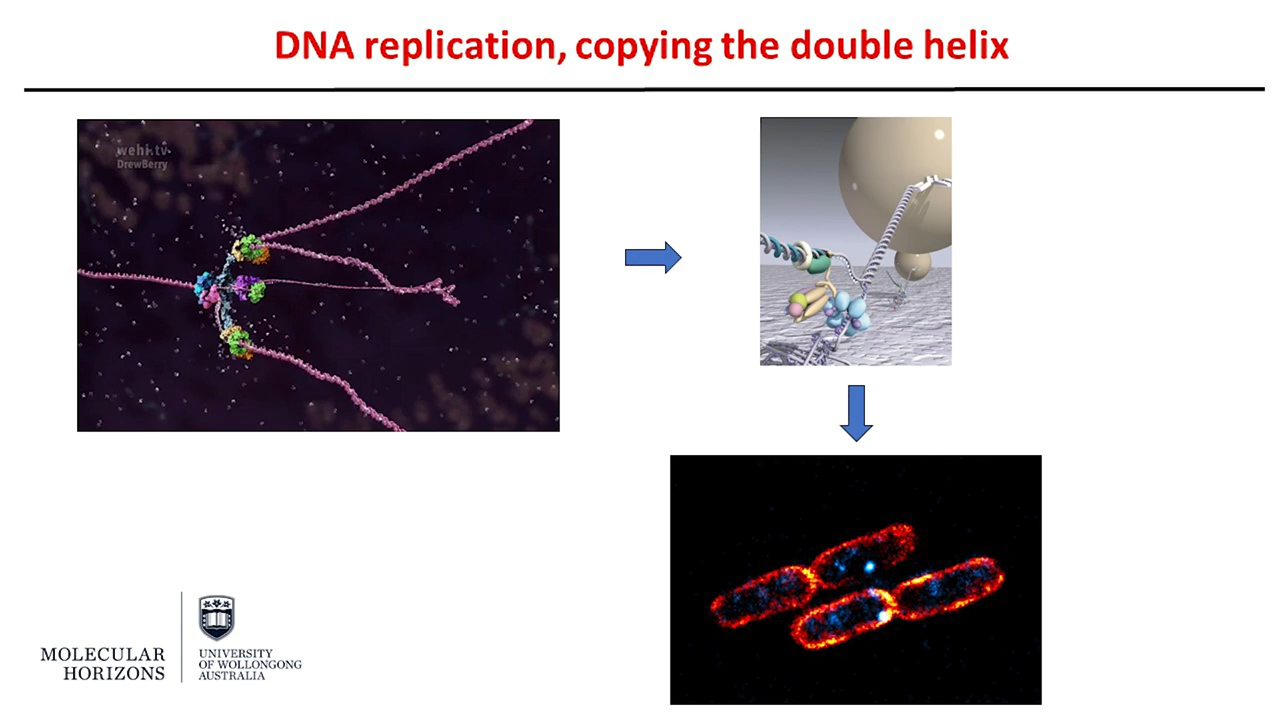 DNA replication, copying the double helix
wehi.tv
DrewBerry
MOLECULAR
HORIZONS
UNIVERSITY
OF WOLLONGONG
AUSTRALIA